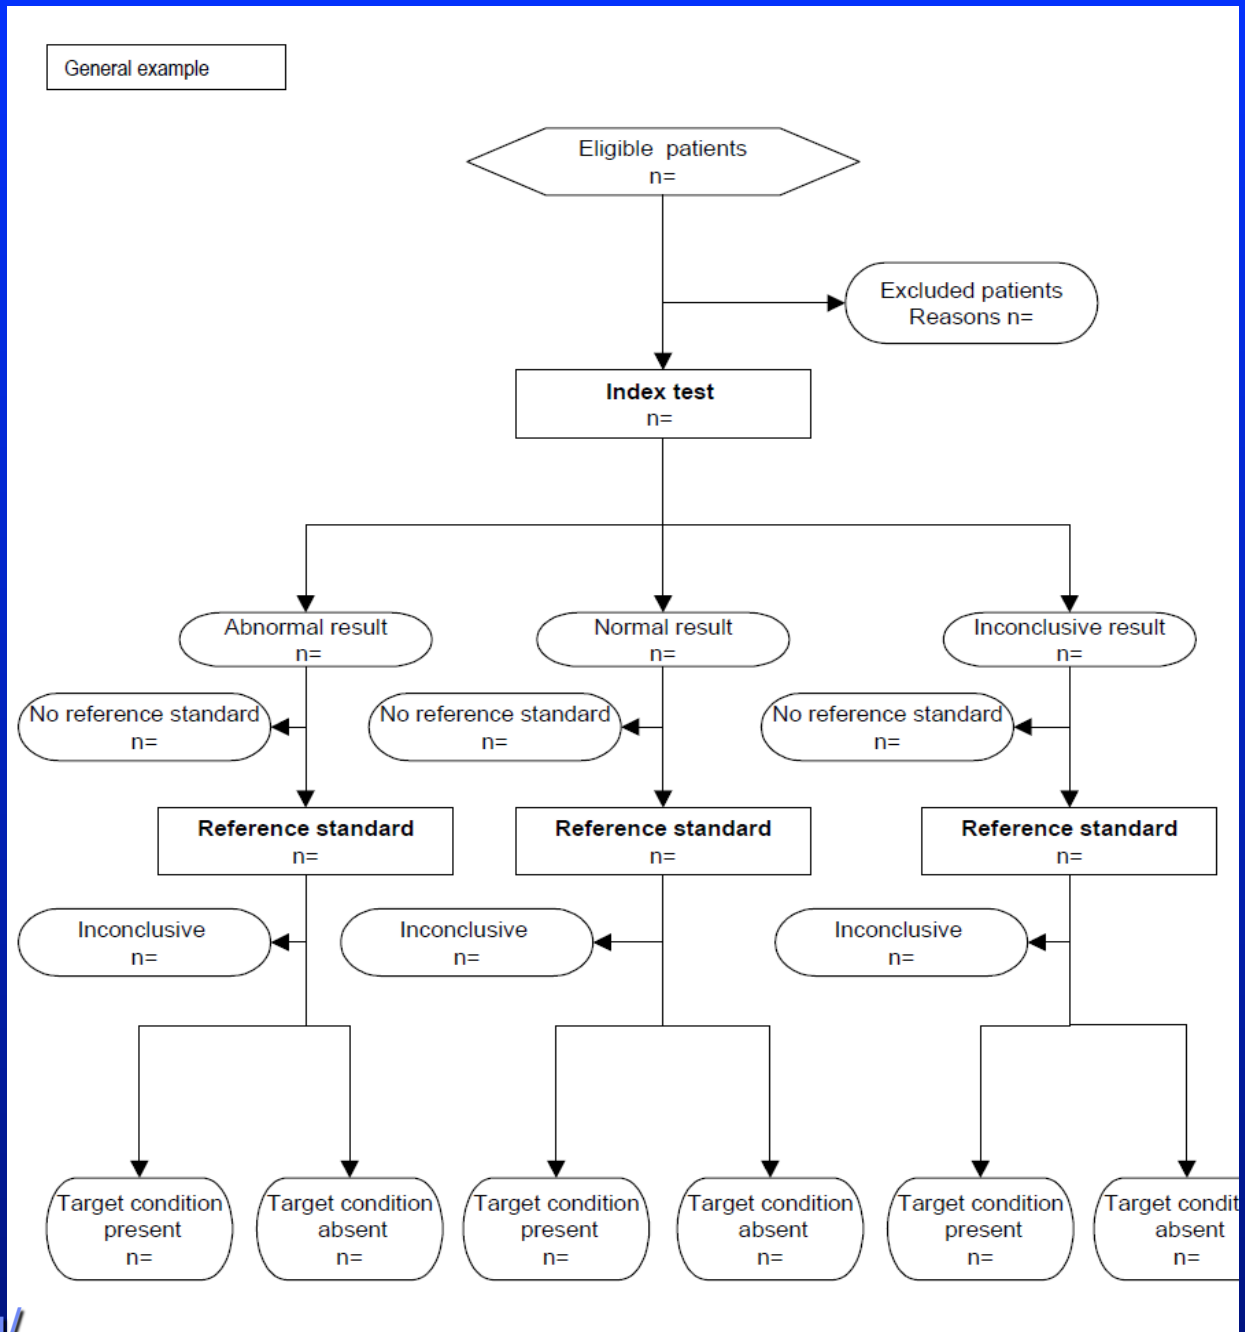 General example
Eligible patients
n=
Excluded patients
Reasons n=
Index test
n=
Abnormal result
n=
Normal result
n=
Inconclusive result
n=
No reference standard
n=
No reference standard
n=
No reference standard
n=
Reference standard
n=
Reference standard
n=
Reference standard
n=
Inconclusive
n=
Inconclusive
n=
Inconclusive
n=
Target condition
present
n=
Target condition
absent
n=
Target condition
present
n=
Target condition
absent
n=
Target condition
present
n=
Target condit
absent
n=